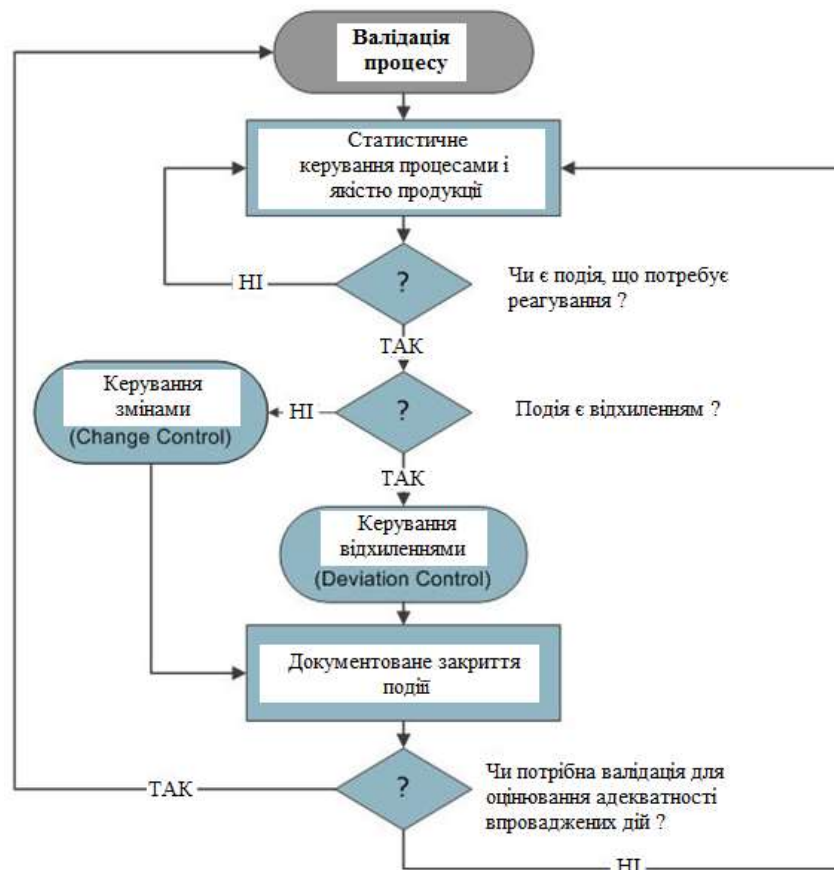 Валідація
процесу
Статистичне
керування процесами і
якістю продукції
?
Чи є подія, що потребує
реагування ?
НІ
ТАК
Керування
змінами
(Change Control)
НІ
?
Подія є відхиленням ?
ТАК
Керування
відхиленнями
(Deviation Control)
Документоване закриття
події
?
Чи потрібна валідація для
оцінювання адекватності
впроваджених дій ?
ТАК
НІ